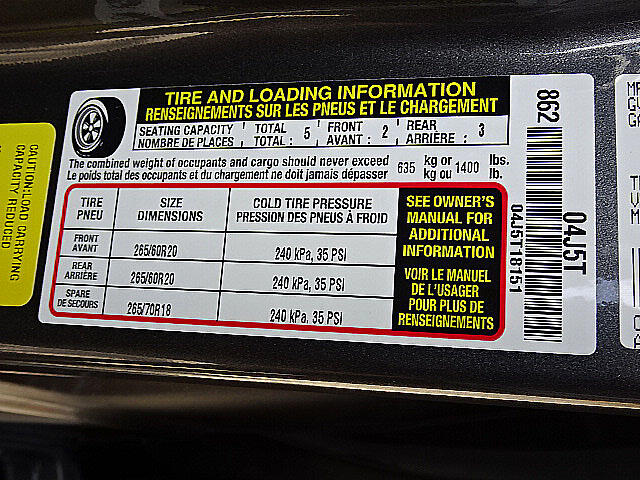 TIRE AND LOADING INFORMATION
RENSEIGNEMENTS SUR LES PNEUS ET LE CHARGEMENT
SEATING CAPACITY TOTAL 5 FRONT 2 REAR 3
NOMBRE DE PLACES TOTAL : AVANT : ARRIÈRE :
The combined weight of occupants and cargo should never exceed 635 kg or 1400 lbs.
Le poids total des occupants et du chargement ne doit jamais dépasser kg ou lb.
TIRE SIZE COLD TIRE PRESSURE
PNEU DIMENSIONS PRESSION DES PNEUS À FROID
FRONT
AVANT 265/60R20 240 kPa, 35 PSI
REAR
ARRIÈRE 265/60R20 240 kPa, 35 PSI
SPARE
DE SECOURS 265/70R18 240 kPa, 35 PSI
SEE OWNER'S
MANUAL FOR
ADDITIONAL
INFORMATION
VOIR LE MANUEL
DE L'USAGER
POUR PLUS DE
RENSEIGNEMENTS
862
04J5T
04J5T18151
CAUTION: LOAD CARRYING
CAPACITY REDUCED